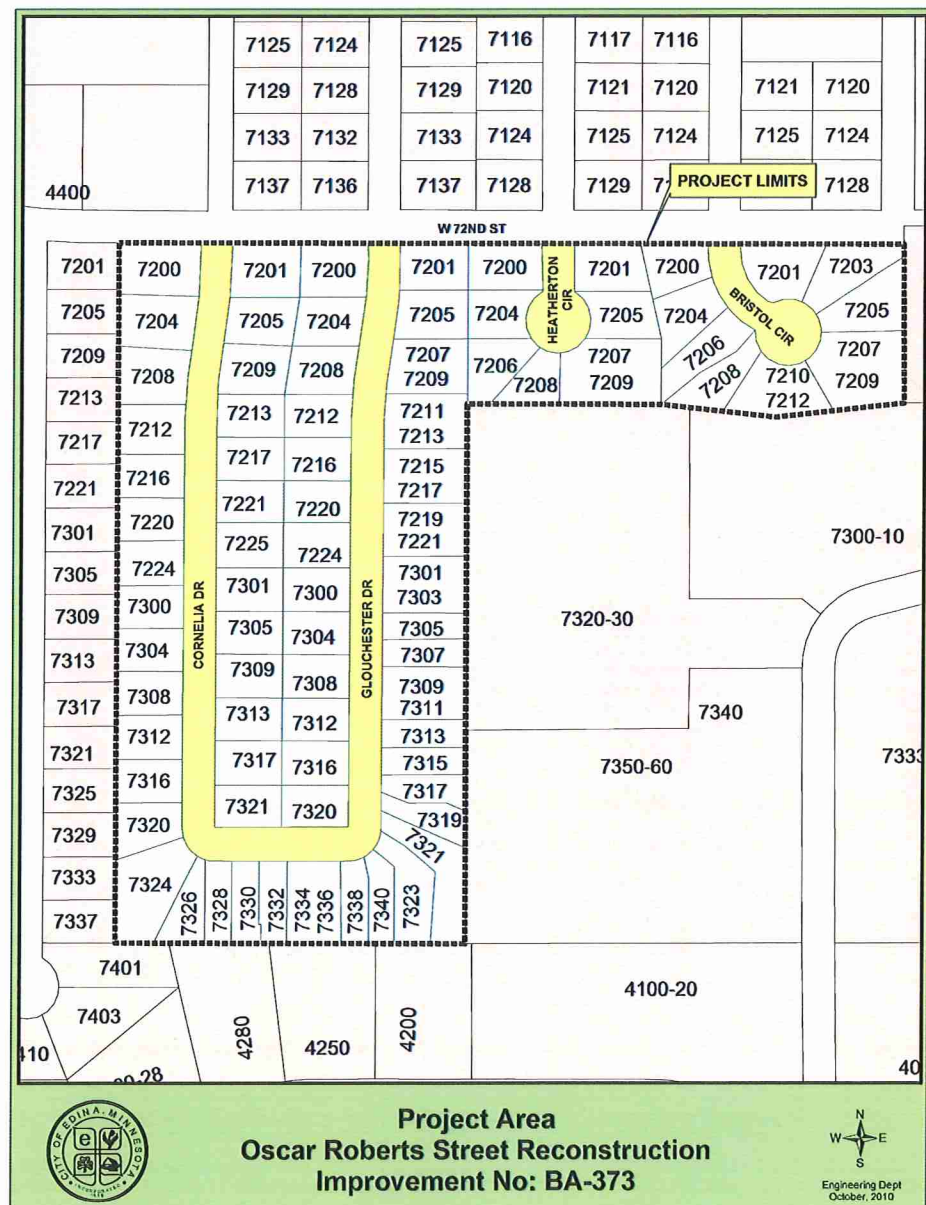 7125 7124 7125 7116 7117 7116
7129 7128 7129 7120 7121 7120 7121 7120
7133 7132 7133 7124 7125 7124 7125 7124
4400 7137 7136 7137 7128 7129 PROJECT LIMITS 7128
W 72ND ST
7201 7200 7201 7200 7201 7200 HEATHERTON CIR 7201 7200 7201 7203
7205 7204 7205 7204 7205 7204 7205 7204 BRISTOL CIR 7205
7209 7208 7209 7208 7207 7206 7207 7206 7207
7209 7208 7209 7208 7210 7209
7213 7212 7213 7212 7211 7212
7213
7217 7216 7217 7216 7215
7217
7221 7220 7221 7220 7219
7221 7300-10
7301 7224 7225 7224 7301
7303
7305 7300 7301 7300 7305 7320-30
CORNELIA DR GLOUCHESTER DR
7309 7304 7305 7304 7307
7313 7308 7309 7308 7309
7311 7340
7317 7312 7313 7312 7313
7321 7316 7317 7316 7315 7350-60 7333
7325 7320 7321 7320 7317
7329 7319
7321
7333 7324 7326 7328 7330 7332 7334 7336 7338 7340 7323
7337
7401
7403 4280 4250 4200 4100-20
410 40
CITY OF EDINA, MINNESOTA
INCORPORATED
1888
e
Project Area
Oscar Roberts Street Reconstruction
Improvement No: BA-373
N
W E
S
Engineering Dept
October, 2010